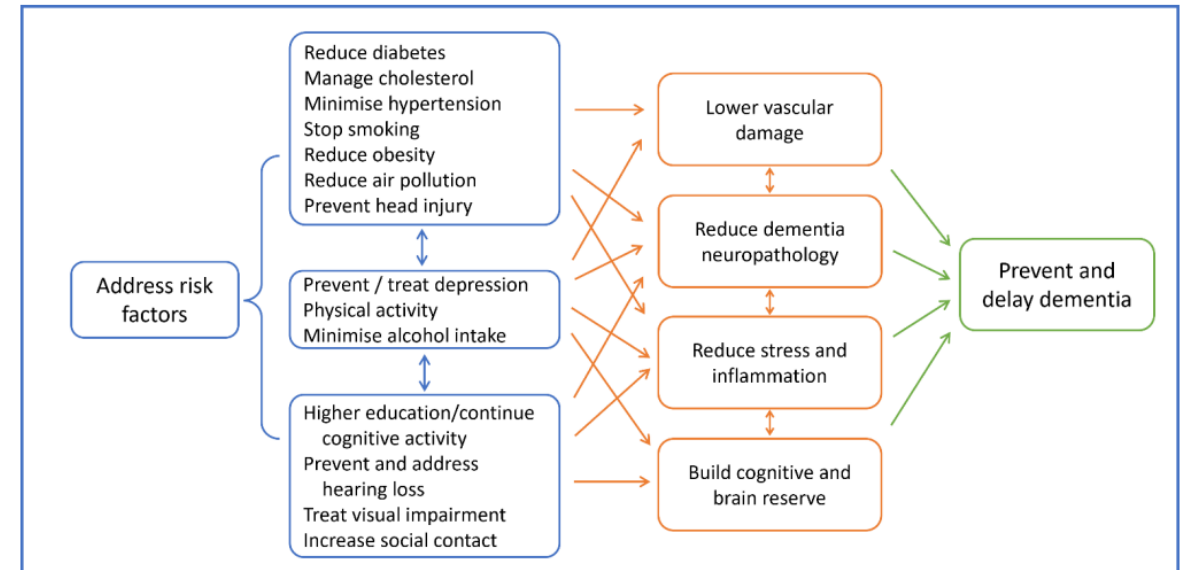 Address risk
factors
Reduce diabetes
Manage cholesterol
Minimise hypertension
Stop smoking
Reduce obesity
Reduce air pollution
Prevent head injury
Prevent / treat depression
Physical activity
Minimise alcohol intake
Higher education/continue
cognitive activity
Prevent and address
hearing loss
Treat visual impairment
Increase social contact
Lower vascular
damage
Reduce dementia
neuropathology
Reduce stress and
inflammation
Build cognitive and
brain reserve
Prevent and
delay dementia